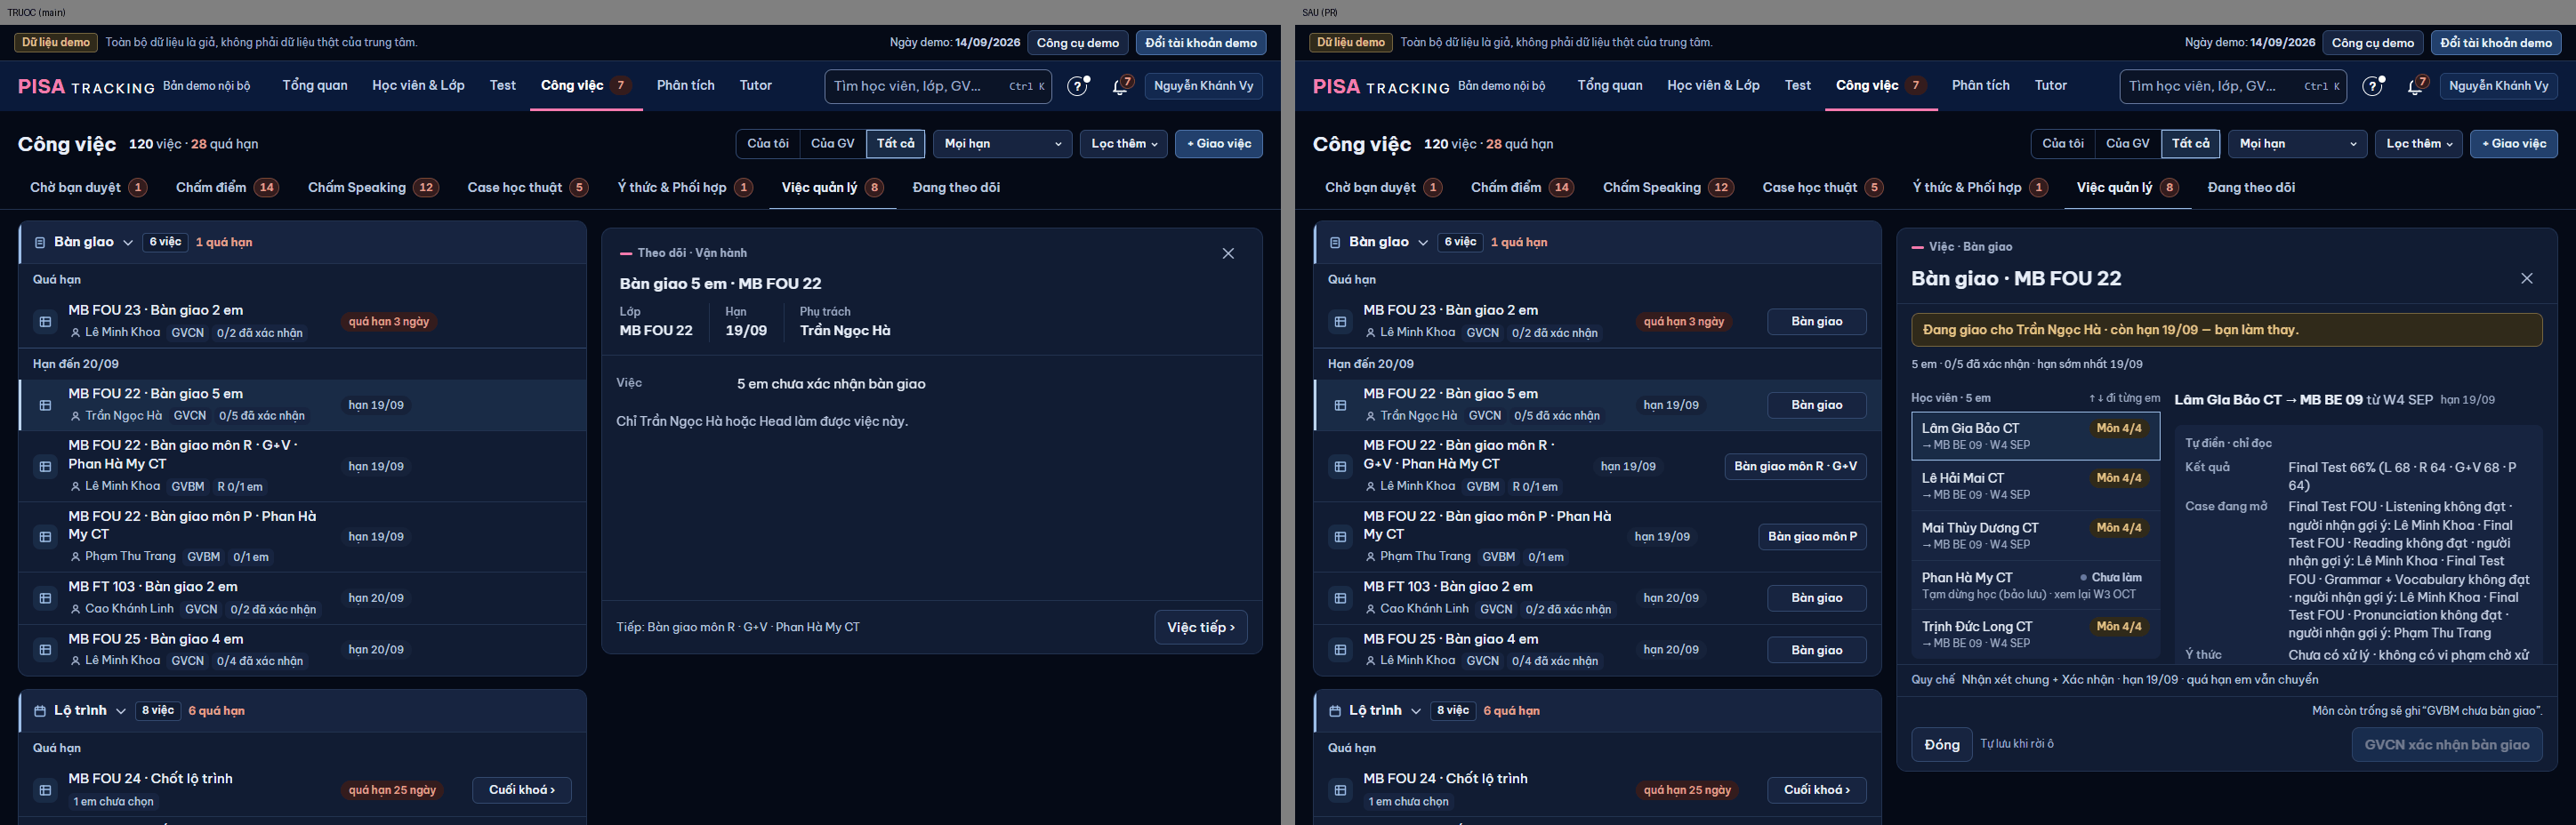 TRUOC (main)
Dữ liệu demo Toàn bộ dữ liệu là giả, không phải dữ liệu thật của trung tâm. Ngày demo: 14/09/2026 Công cụ demo Đổi tài khoản demo
PISA TRACKING Bản demo nội bộ Tổng quan Học viên & Lớp Test Công việc 7 Phân tích Tutor Tìm học viên, lớp, GV... Ctrl K ? 7 Nguyễn Khánh Vy
Công việc 120 việc · 28 quá hạn Của tôi Của GV Tất cả Mọi hạn Lọc thêm + Giao việc
Chờ bạn duyệt 1 Chấm điểm 14 Chấm Speaking 12 Case học thuật 5 Ý thức & Phối hợp 1 Việc quản lý 8 Đang theo dõi
Bàn giao 6 việc 1 quá hạn
Quá hạn
MB FOU 23 · Bàn giao 2 em
Lê Minh Khoa GVCN 0/2 đã xác nhận quá hạn 3 ngày
Hạn đến 20/09
MB FOU 22 · Bàn giao 5 em
Trần Ngọc Hà GVCN 0/5 đã xác nhận hạn 19/09
MB FOU 22 · Bàn giao môn R · G+V ·
Phan Hà My CT
Lê Minh Khoa GVBM R 0/1 em hạn 19/09
MB FOU 22 · Bàn giao môn P · Phan Hà
My CT
Phạm Thu Trang GVBM 0/1 em hạn 19/09
MB FT 103 · Bàn giao 2 em
Cao Khánh Linh GVCN 0/2 đã xác nhận hạn 20/09
MB FOU 25 · Bàn giao 4 em
Lê Minh Khoa GVCN 0/4 đã xác nhận hạn 20/09
Lộ trình 8 việc 6 quá hạn
Quá hạn
MB FOU 24 · Chốt lộ trình
1 em chưa chọn quá hạn 25 ngày Cuối khoá ›
Theo dõi · Vận hành
Bàn giao 5 em · MB FOU 22
Lớp Hạn Phụ trách
MB FOU 22 19/09 Trần Ngọc Hà
Việc 5 em chưa xác nhận bàn giao
Chỉ Trần Ngọc Hà hoặc Head làm được việc này.
Tiếp: Bàn giao môn R · G+V · Phan Hà My CT Việc tiếp ›
SAU (PR)
Dữ liệu demo Toàn bộ dữ liệu là giả, không phải dữ liệu thật của trung tâm. Ngày demo: 14/09/2026 Công cụ demo Đổi tài khoản demo
PISA TRACKING Bản demo nội bộ Tổng quan Học viên & Lớp Test Công việc 7 Phân tích Tutor Tìm học viên, lớp, GV... Ctrl K ? 7 Nguyễn Khánh Vy
Công việc 120 việc · 28 quá hạn Của tôi Của GV Tất cả Mọi hạn Lọc thêm + Giao việc
Chờ bạn duyệt 1 Chấm điểm 14 Chấm Speaking 12 Case học thuật 5 Ý thức & Phối hợp 1 Việc quản lý 8 Đang theo dõi
Bàn giao 6 việc 1 quá hạn
Quá hạn
MB FOU 23 · Bàn giao 2 em
Lê Minh Khoa GVCN 0/2 đã xác nhận quá hạn 3 ngày Bàn giao
Hạn đến 20/09
MB FOU 22 · Bàn giao 5 em
Trần Ngọc Hà GVCN 0/5 đã xác nhận hạn 19/09 Bàn giao
MB FOU 22 · Bàn giao môn R ·
G+V · Phan Hà My CT
Lê Minh Khoa GVBM R 0/1 em hạn 19/09 Bàn giao môn R · G+V
MB FOU 22 · Bàn giao môn P · Phan Hà
My CT
Phạm Thu Trang GVBM 0/1 em hạn 19/09 Bàn giao môn P
MB FT 103 · Bàn giao 2 em
Cao Khánh Linh GVCN 0/2 đã xác nhận hạn 20/09 Bàn giao
MB FOU 25 · Bàn giao 4 em
Lê Minh Khoa GVCN 0/4 đã xác nhận hạn 20/09 Bàn giao
Lộ trình 8 việc 6 quá hạn
Quá hạn
MB FOU 24 · Chốt lộ trình
1 em chưa chọn quá hạn 25 ngày Cuối khoá ›
Việc · Bàn giao
Bàn giao · MB FOU 22
Đang giao cho Trần Ngọc Hà · còn hạn 19/09 — bạn làm thay.
5 em · 0/5 đã xác nhận · hạn sớm nhất 19/09
Học viên · 5 em ↑↓ đi từng em
Lâm Gia Bảo CT Môn 4/4
→ MB BE 09 · W4 SEP
Lê Hải Mai CT Môn 4/4
→ MB BE 09 · W4 SEP
Mai Thùy Dương CT Môn 4/4
→ MB BE 09 · W4 SEP
Phan Hà My CT Chưa làm
Tạm dừng học (bảo lưu) · xem lại W3 OCT
Trịnh Đức Long CT Môn 4/4
→ MB BE 09 · W4 SEP
Lâm Gia Bảo CT → MB BE 09 từ W4 SEP hạn 19/09
Tự điền · chỉ đọc
Kết quả Final Test 66% (L 68 · R 64 · G+V 68 · P
64)
Case đang mở Final Test FOU · Listening không đạt ·
người nhận gợi ý: Lê Minh Khoa · Final
Test FOU · Reading không đạt · người
nhận gợi ý: Lê Minh Khoa · Final Test
FOU · Grammar + Vocabulary không đạt
· người nhận gợi ý: Lê Minh Khoa · Final
Test FOU · Pronunciation không đạt ·
người nhận gợi ý: Phạm Thu Trang
Ý thức Chưa có xử lý · không có vi phạm chờ xử
Quy chế Nhận xét chung + Xác nhận · hạn 19/09 · quá hạn em vẫn chuyển
Môn còn trống sẽ ghi “GVBM chưa bàn giao”.
Đóng Tự lưu khi rời ô GVCN xác nhận bàn giao